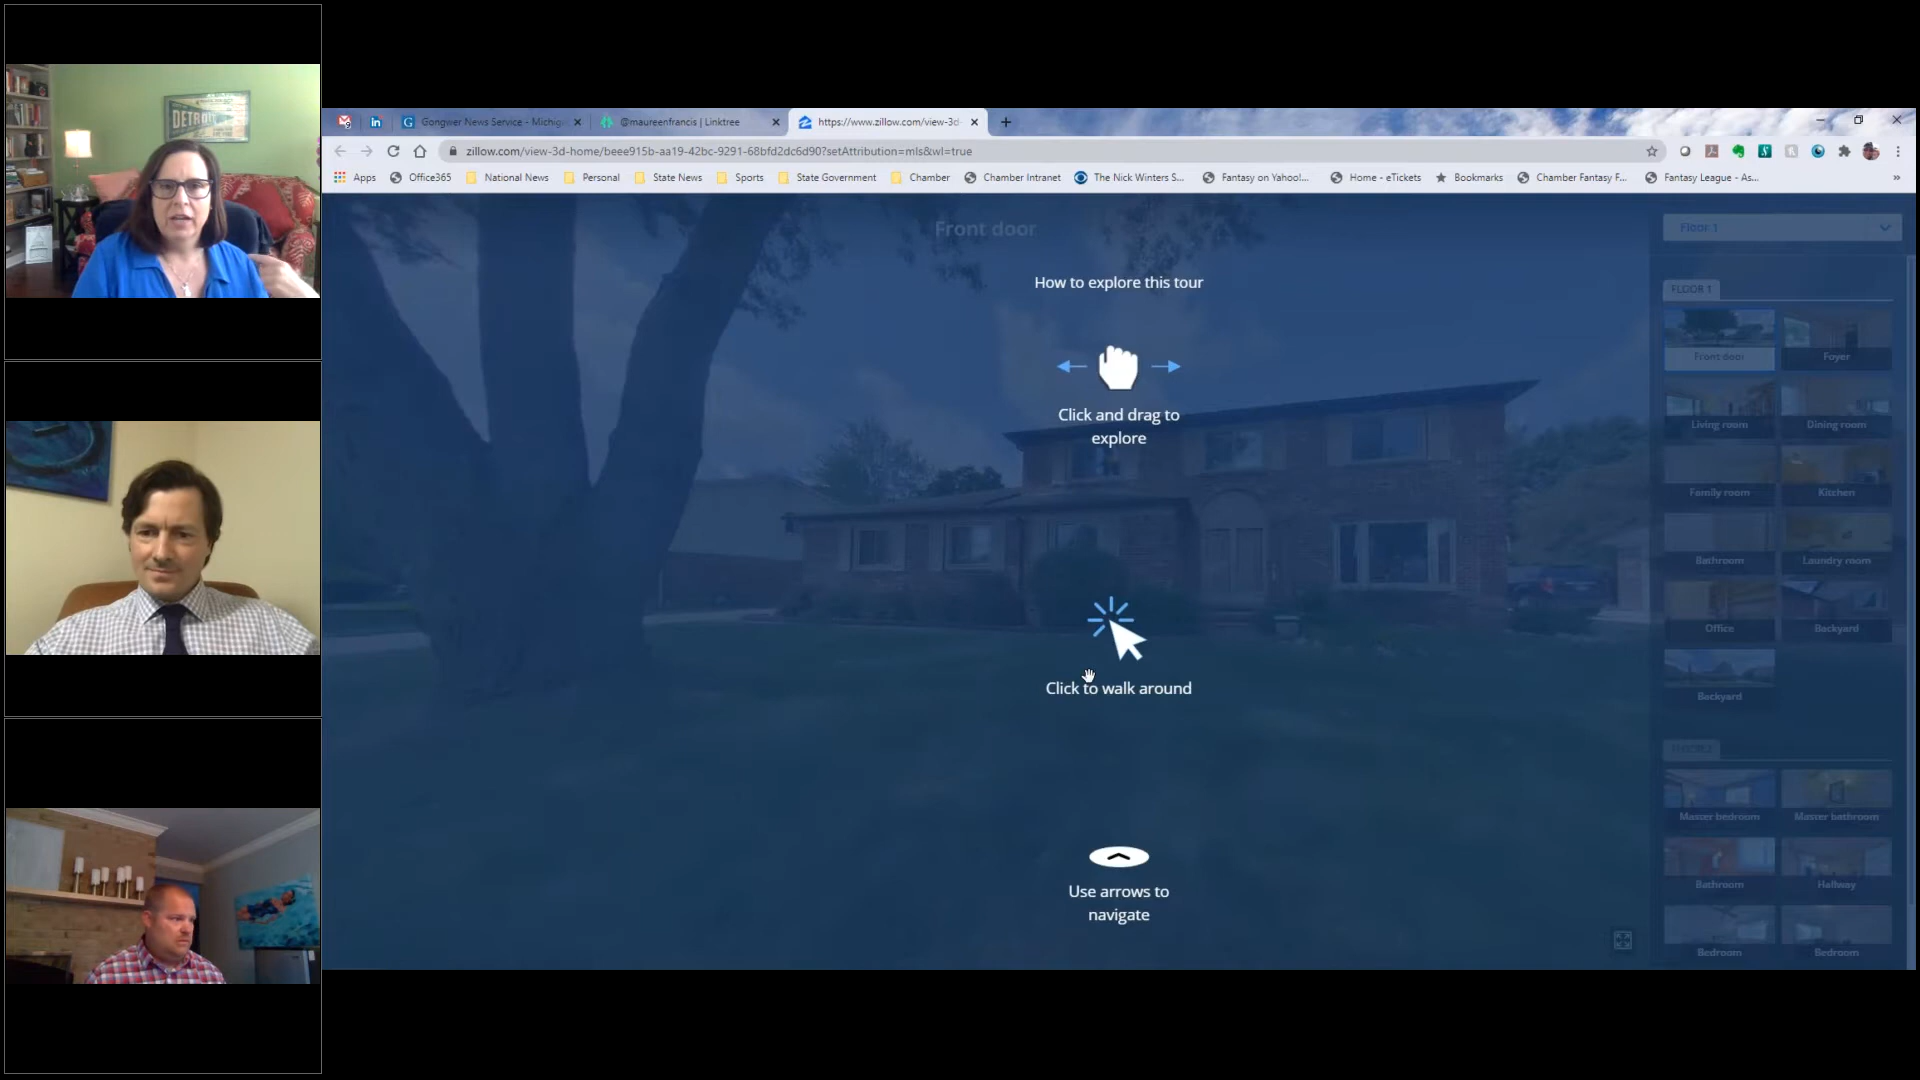 DETROIT
Gongwer News Service - Michig
@maureenfrancis | Linktree
https://www.zillow.com/view-3d-
zillow.com/view-3d-home/beee915b-aa19-42bc-9291-68bfd2dc6d90?setAttribution=mls&wl=true
Apps
Office365
National News
Personal
State News
Sports
State Government
Chamber
Chamber Intranet
The Nick Winters S...
Fantasy on Yahoo!...
Home - eTickets
Bookmarks
Chamber Fantasy F...
Fantasy League - As...
»
Front door
How to explore this tour
Click and drag to
explore
Click to walk around
Use arrows to
navigate
Floor 1
FLOOR 1
Front door
Foyer
Living room
Dining room
Family room
Kitchen
Bathroom
Laundry room
Office
Backyard
Backyard
FLOOR 2
Master bedroom
Master bathroom
Bathroom
Hallway
Bedroom
Bedroom